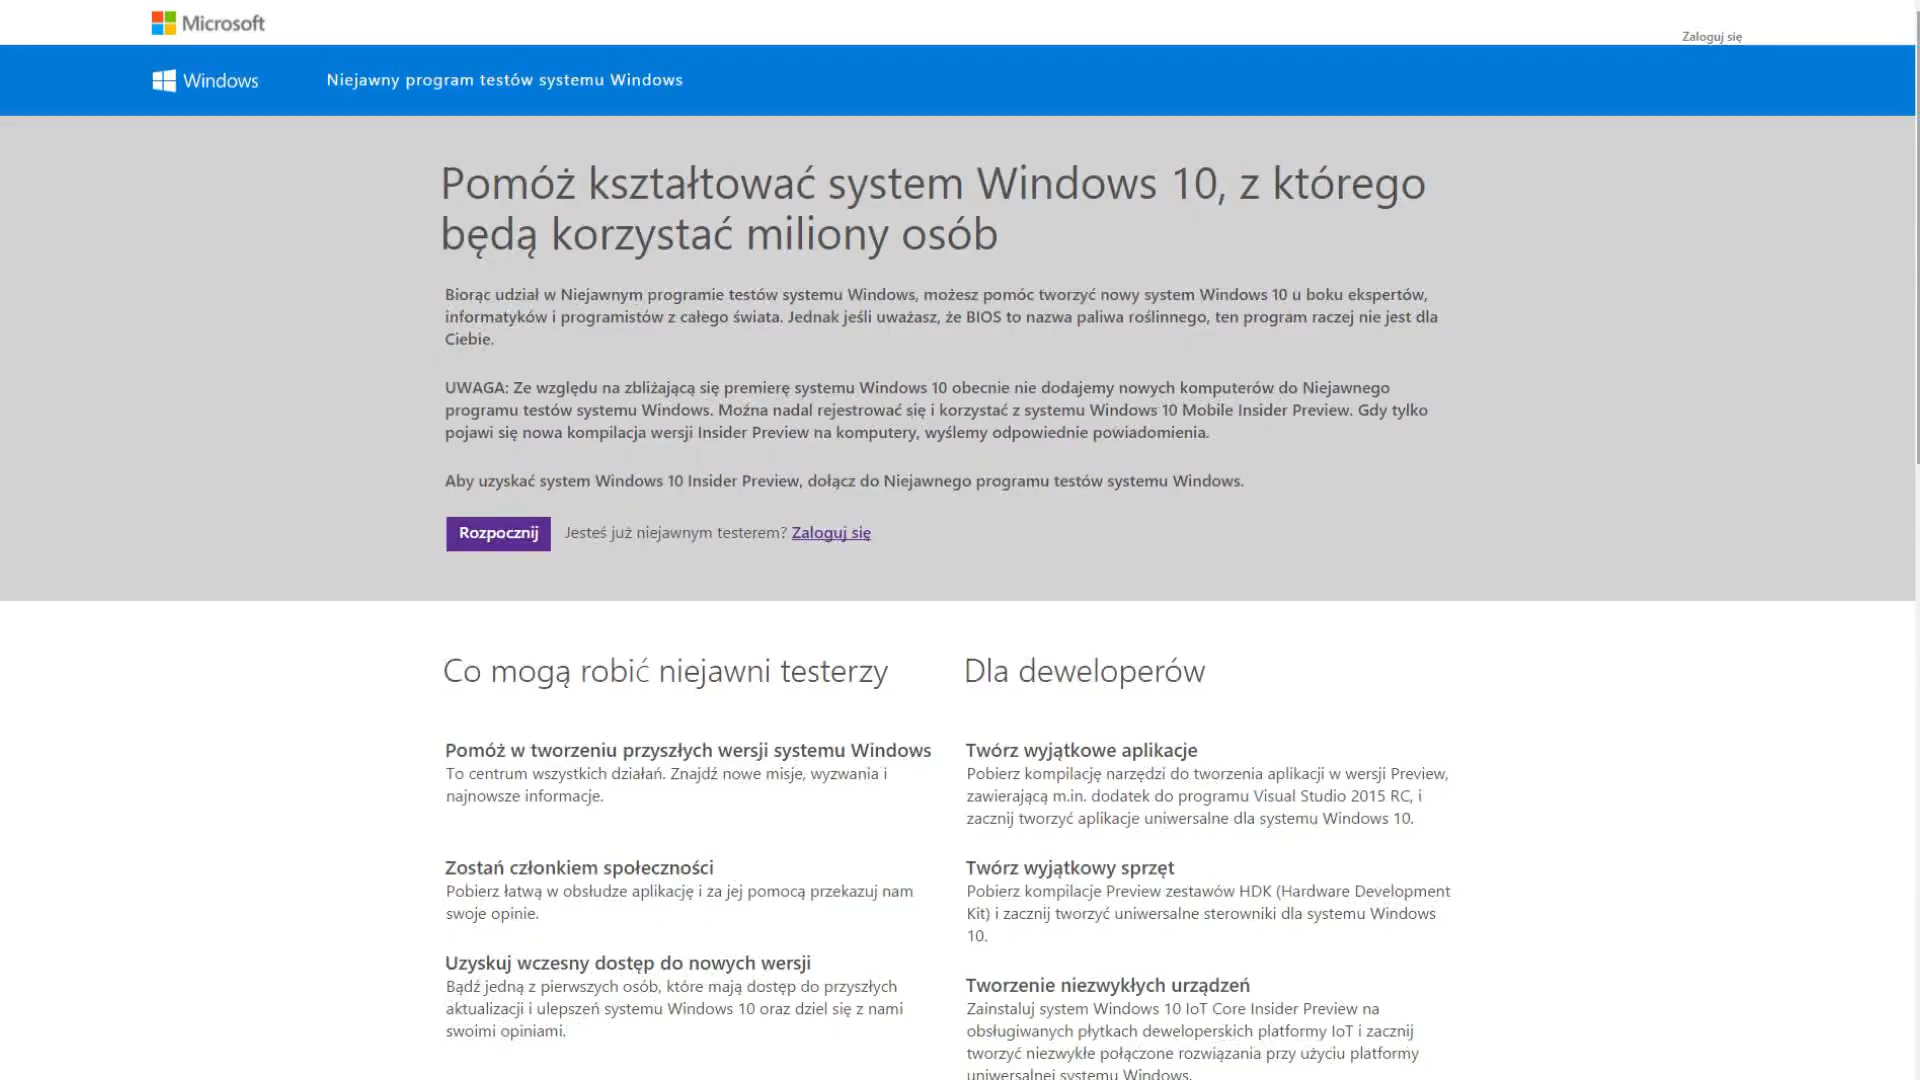 Microsoft
Zaloguj się
Windows
Niejawny program testów systemu Windows
Pomóż kształtować system Windows 10, z którego
będą korzystać miliony osób
Biorąc udział w Niejawnym programie testów systemu Windows, możesz pomóc tworzyć nowy system Windows 10 u boku ekspertów,
informatyków i programistów z całego świata. Jednak jeśli uważasz, że BIOS to nazwa paliwa roślinnego, ten program raczej nie jest dla
Ciebie.
UWAGA: Ze względu na zbliżającą się premierę systemu Windows 10 obecnie nie dodajemy nowych komputerów do Niejawnego
programu testów systemu Windows. Można nadal rejestrować się i korzystać z systemu Windows 10 Mobile Insider Preview. Gdy tylko
pojawi się nowa kompilacja wersji Insider Preview na komputery, wyślemy odpowiednie powiadomienia.
Aby uzyskać system Windows 10 Insider Preview, dołącz do Niejawnego programu testów systemu Windows.
Rozpocznij
Jesteś już niejawnym testerem? Zaloguj się
Co mogą robić niejawni testerzy
Pomóż w tworzeniu przyszłych wersji systemu Windows
To centrum wszystkich działań. Znajdź nowe misje, wyzwania i
najnowsze informacje.
Zostań członkiem społeczności
Pobierz łatwą w obsłudze aplikację i za jej pomocą przekazuj nam
swoje opinie.
Uzyskuj wczesny dostęp do nowych wersji
Bądź jedną z pierwszych osób, które mają dostęp do przyszłych
aktualizacji i ulepszeń systemu Windows 10 oraz dziel się z nami
swoimi opiniami.
Dla deweloperów
Twórz wyjątkowe aplikacje
Pobierz kompilację narzędzi do tworzenia aplikacji w wersji Preview,
zawierającą m.in. dodatek do programu Visual Studio 2015 RC, i
zacznij tworzyć aplikacje uniwersalne dla systemu Windows 10.
Twórz wyjątkowy sprzęt
Pobierz kompilacje Preview zestawów HDK (Hardware Development
Kit) i zacznij tworzyć uniwersalne sterowniki dla systemu Windows
10.
Tworzenie niezwykłych urządzeń
Zainstaluj system Windows 10 IoT Core Insider Preview na
obsługiwanych płytkach deweloperskich platformy IoT i zacznij
tworzyć niezwykłe połączone rozwiązania przy użyciu platformy
uniwersalnej systemu Windows.